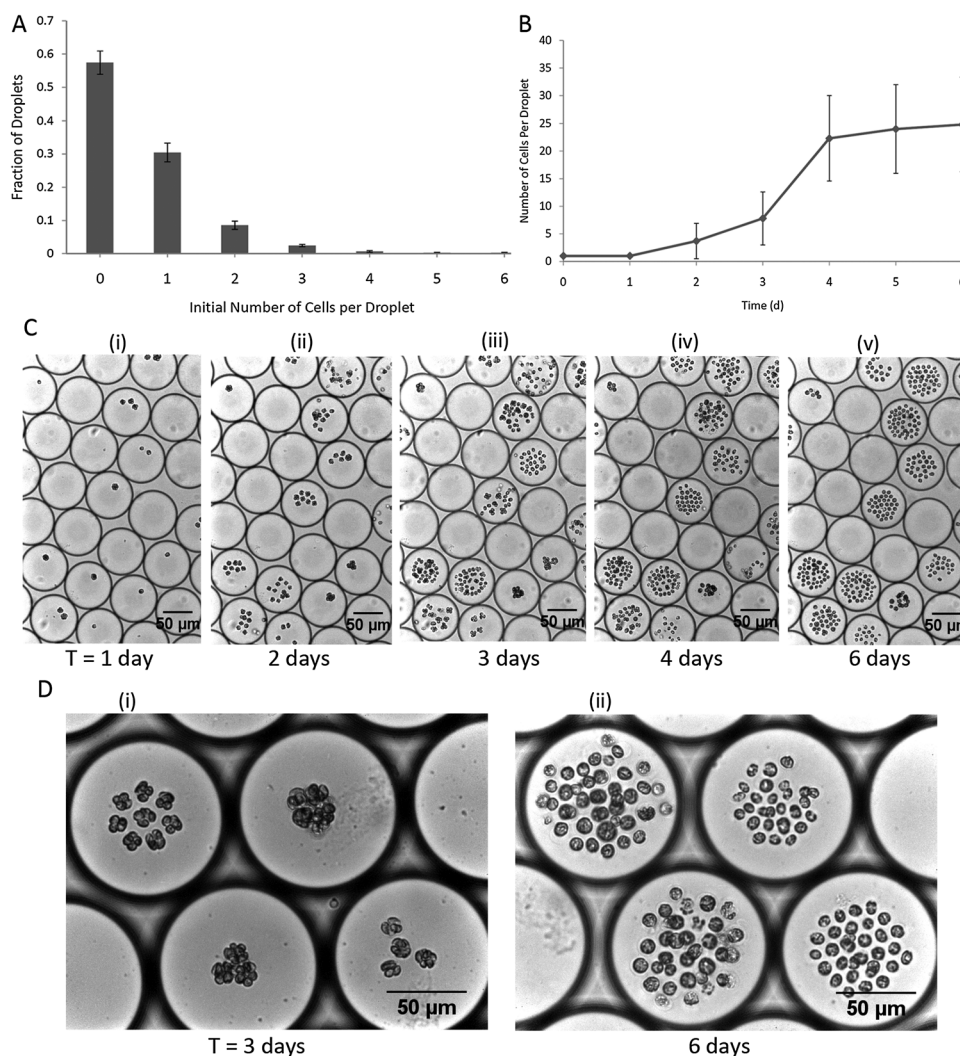 A
0.7
0.6
0.5
0.4
0.3
0.2
0.1
0
Fraction of Droplets
0 1 2 3 4 5 6
Initial Number of Cells per Droplet
B
40
35
30
25
20
15
10
5
0
Number of Cells Per Droplet
0 1 2 3 4 5
Time (d)
C
(i) (ii) (iii) (iv) (v)
50 µm 50 µm 50 µm 50 µm 50 µm
T = 1 day 2 days 3 days 4 days 6 days
D
(i) (ii)
50 µm 50 µm
T = 3 days 6 days